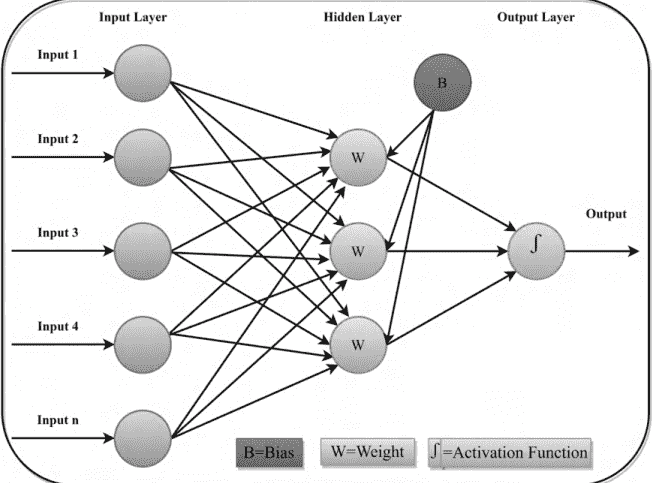 Input Layer
Hidden Layer
Output Layer
Input 1
B
Input 2
W
Input 3
W
∫
Output
Input 4
W
Input n
B=Bias
W=Weight
∫=Activation Function